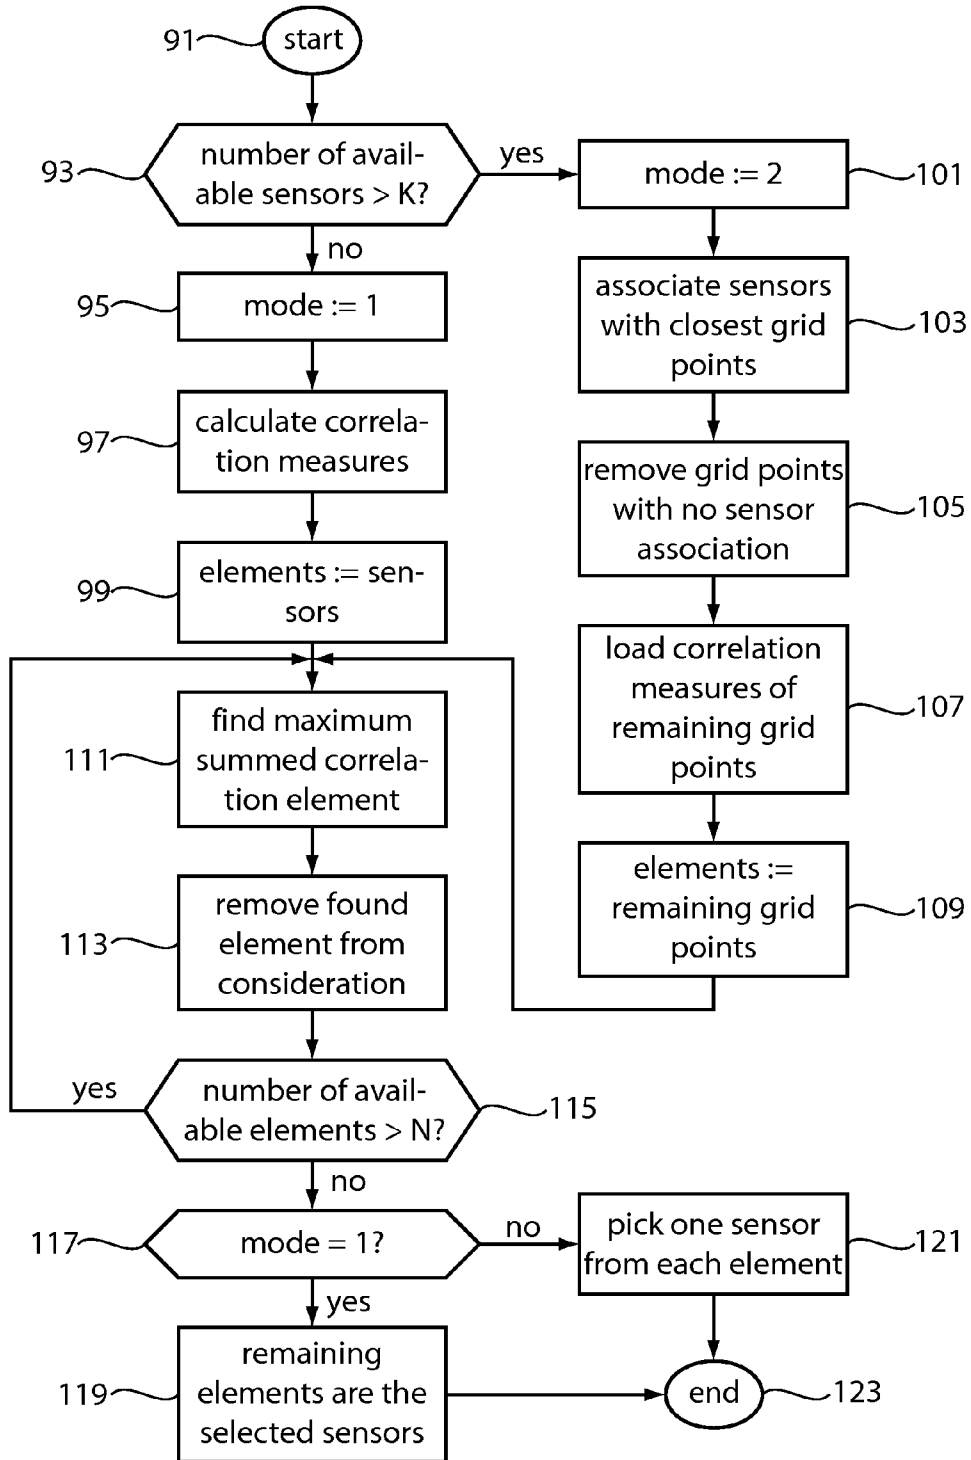 91
start
93
number of avail-
able sensors > K?
yes
mode := 2
101
no
95
mode := 1
associate sensors
with closest grid
points
103
97
calculate correla-
tion measures
remove grid points
with no sensor
association
105
99
elements := sen-
sors
load correlation
measures of
remaining grid
points
107
111
find maximum
summed correla-
tion element
elements :=
remaining grid
points
109
113
remove found
element from
consideration
yes
number of avail-
able elements > N?
115
no
117
mode = 1?
no
pick one sensor
from each element
121
yes
119
remaining
elements are the
selected sensors
end
123